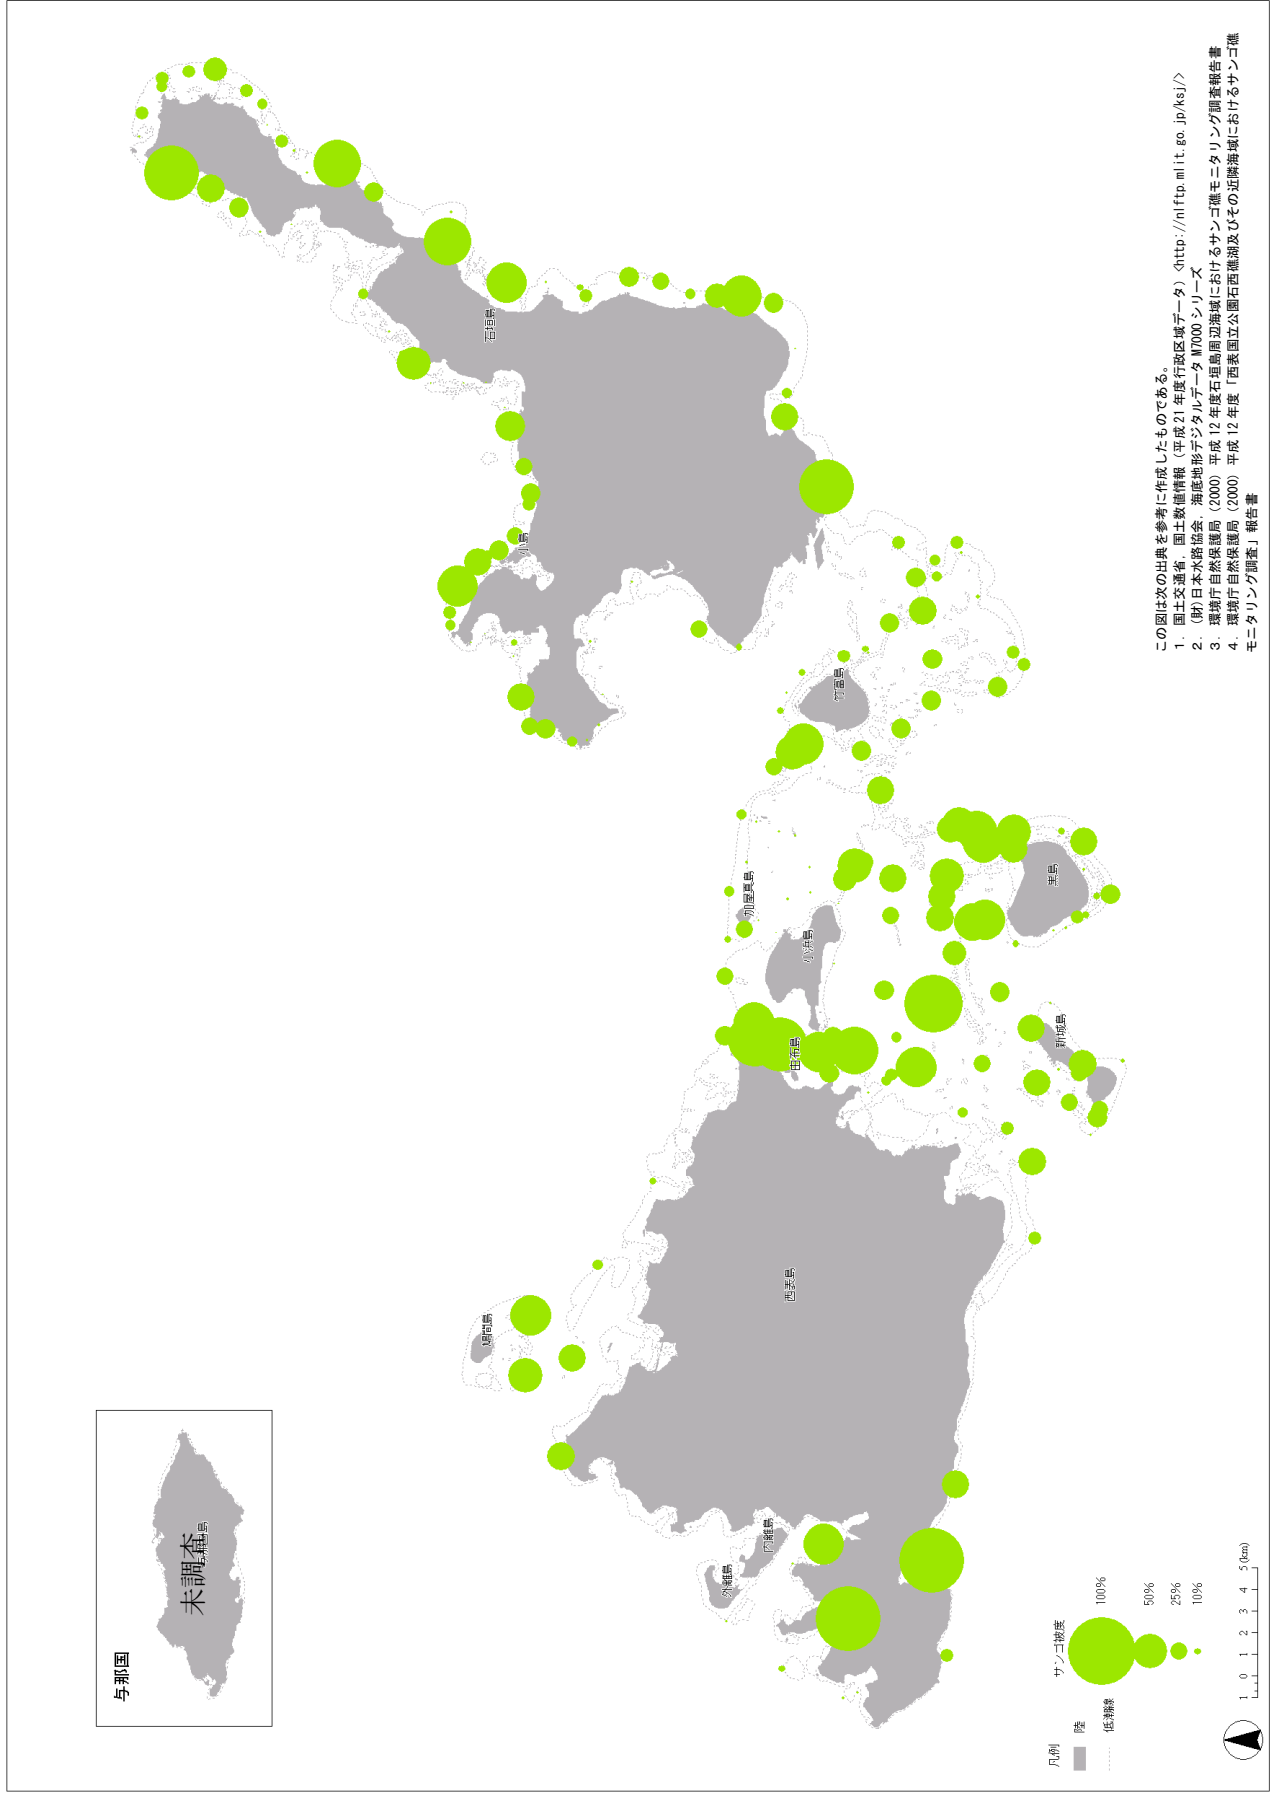 与那国
未調査
与那国島
石垣島
小島
竹富島
加屋真島
小浜島
黒島
新城島
由布島
西表島
鳩間島
内離島
外離島
凡例
陸
低潮線
サンゴ被度
100%
50%
25%
10%
1 0 1 2 3 4 5(km)
この図は次の出典を参考に作成したものである。
1. 国土交通省, 国土数値情報（平成21年度行政区域データ）<http://nlftp.mlit.go.jp/ksj/>
2. (財)日本水路協会, 海底地形デジタルデータ M7000 シリーズ
3. 環境庁自然保護局 (2000) 平成12年度石垣島周辺海域におけるサンゴ礁モニタリング調査報告書
4. 環境庁自然保護局 (2000) 平成12年度「西表国立公園石西礁湖及びその近隣海域におけるサンゴ礁
モニタリング調査」報告書